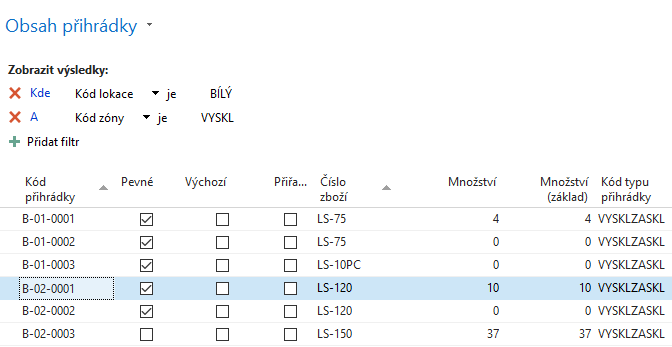 Obsah přihrádky
Zobrazit výsledky:
Kde Kód lokace je BÍLÝ
A Kód zóny je VYSKL
Přidat filtr
Kód přihrádky Pevné Výchozí Přiřa... Číslo zboží Množství Množství (základ) Kód typu přihrádky
B-01-0001 LS-75 4 4 VYSKLZASKL
B-01-0002 LS-75 0 0 VYSKLZASKL
B-01-0003 LS-10PC 0 0 VYSKLZASKL
B-02-0001 LS-120 10 10 VYSKLZASKL
B-02-0002 LS-120 0 0 VYSKLZASKL
B-02-0003 LS-150 37 37 VYSKLZASKL